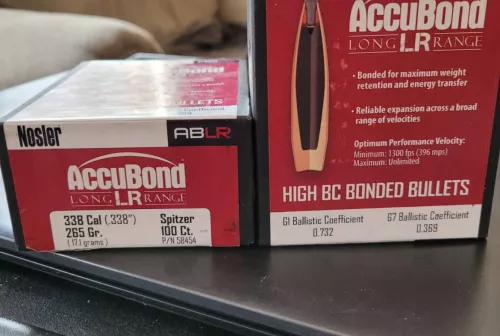 AccuBond
BULLETS
Nosler
ABLR
AccuBond
LONG LR RANGE
338 Cal (.338")
265 Gr.
(17.1 grams)
Spitzer
100 Ct.
P/N 58454
AccuBond
LONG LR RANGE
• Bonded for maximum weight
retention and energy transfer
• Reliable expansion across a broad
range of velocities
Optimum Performance Velocity:
Minimum: 1300 fps (396 mps)
Maximum: Unlimited
HIGH BC BONDED BULLETS
G1 Ballistic Coefficient
0.732
G7 Ballistic Coefficient
0.369